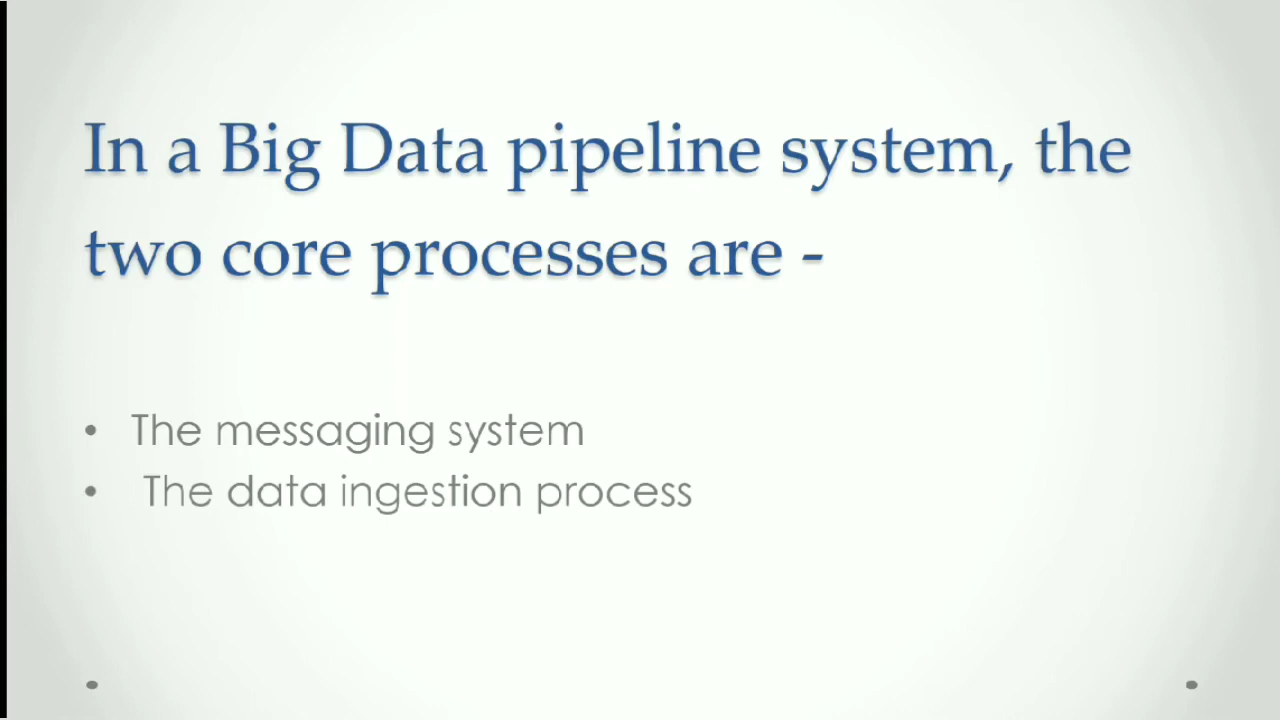 In a Big Data pipeline system, the
two core processes are -
• The messaging system
• The data ingestion process